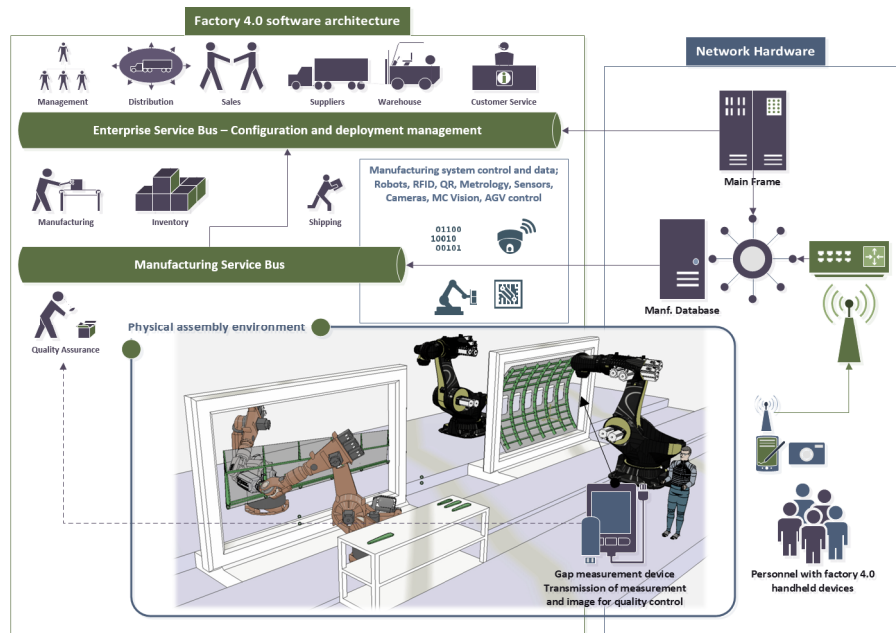 Factory 4.0 software architecture
Network Hardware
Management
Distribution
Sales
Suppliers
Warehouse
Customer Service
Enterprise Service Bus – Configuration and deployment management
Main Frame
Manufacturing system control and data;
Robots, RFID, QR, Metrology, Sensors,
Cameras, MC Vision, AGV control
Manufacturing
Inventory
Shipping
01100
10010
00101
Manufacturing Service Bus
Manf. Database
Quality Assurance
Physical assembly environment
Gap measurement device
Transmission of measurement
and image for quality control
Personnel with factory 4.0
handheld devices